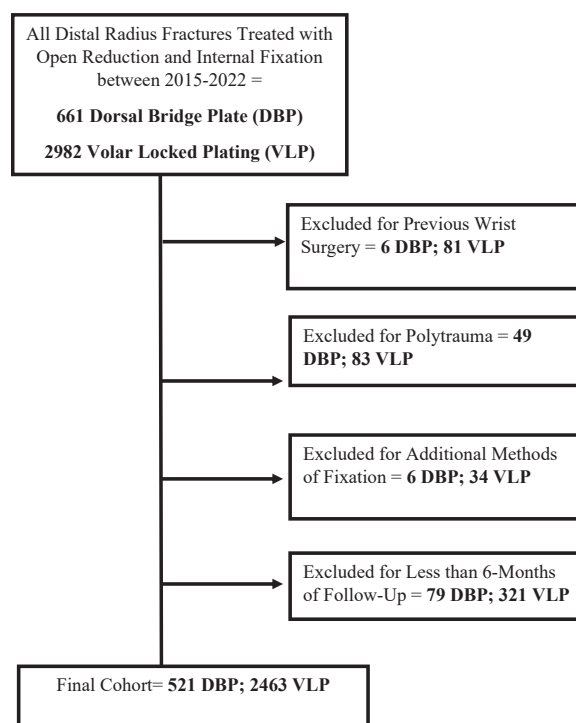 All Distal Radius Fractures Treated with
Open Reduction and Internal Fixation
between 2015-2022 =
661 Dorsal Bridge Plate (DBP)
2982 Volar Locked Plating (VLP)
Excluded for Previous Wrist
Surgery = 6 DBP; 81 VLP
Excluded for Polytrauma = 49
DBP; 83 VLP
Excluded for Additional Methods
of Fixation = 6 DBP; 34 VLP
Excluded for Less than 6-Months
of Follow-Up = 79 DBP; 321 VLP
Final Cohort= 521 DBP; 2463 VLP